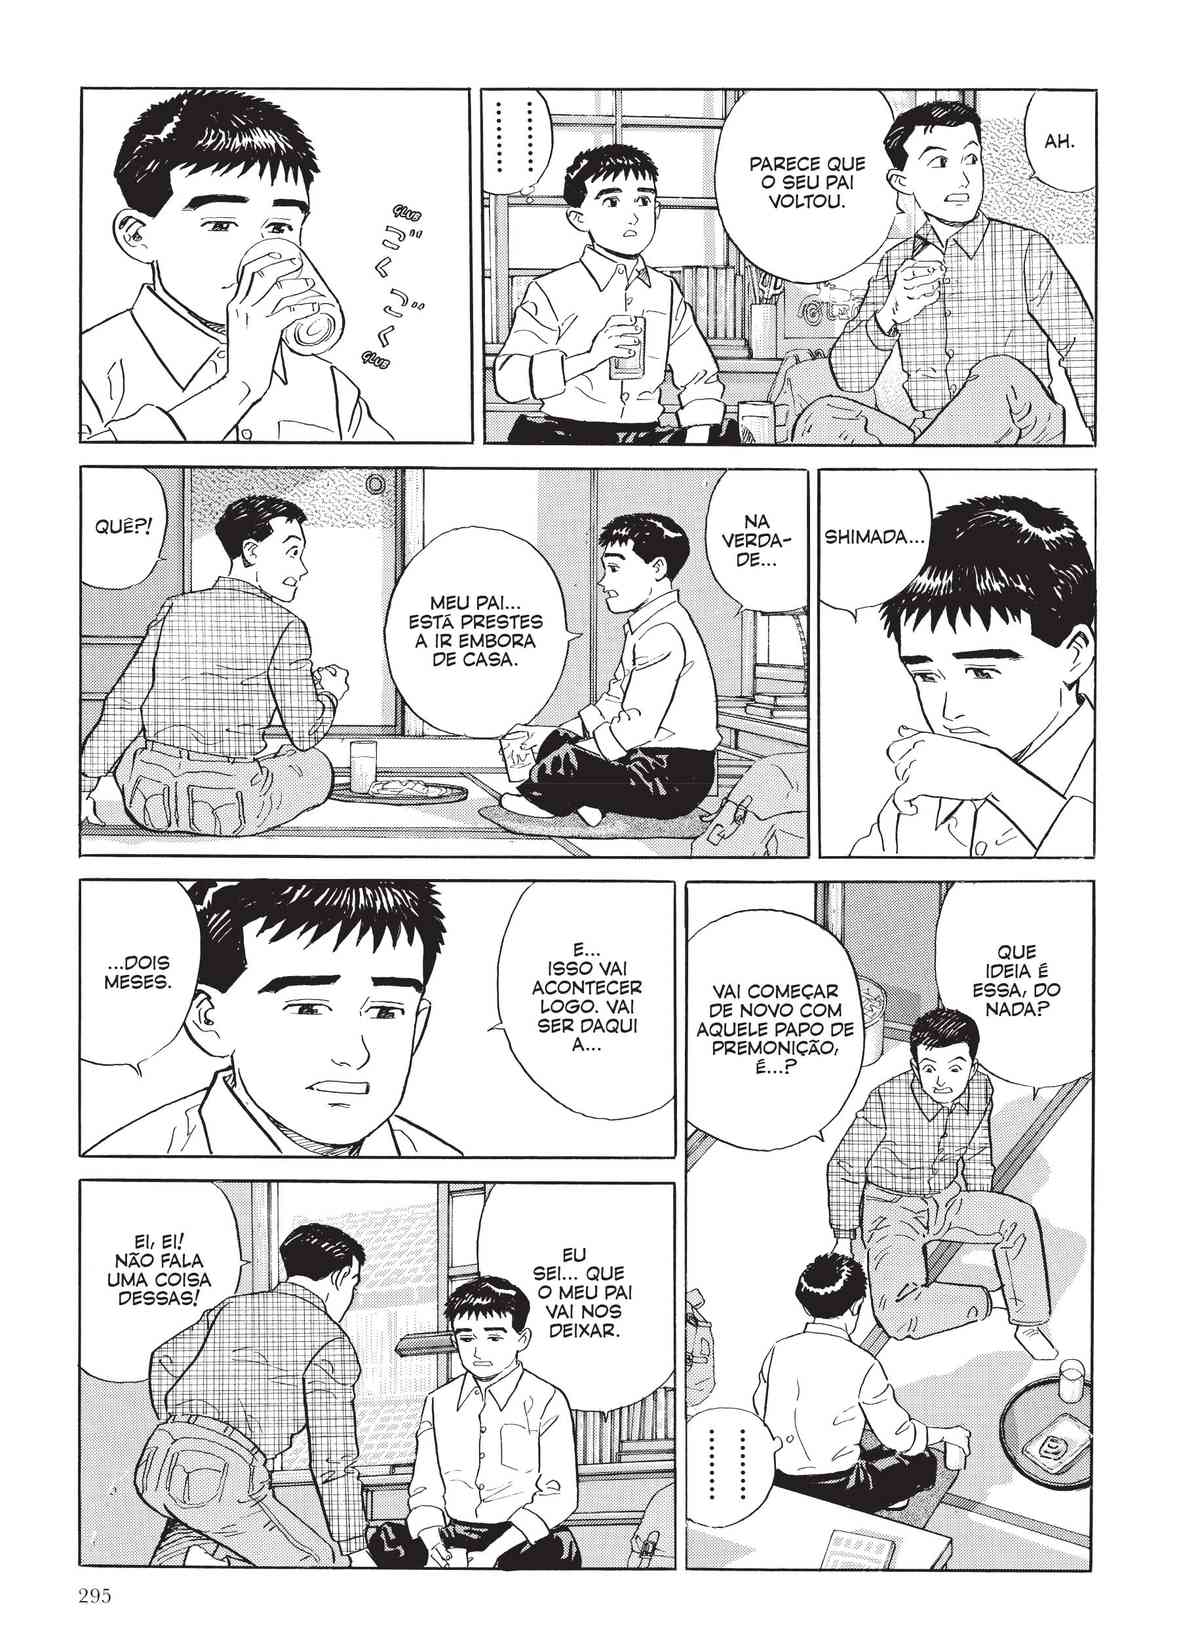 AH.
PARECE QUE
O SEU PAI
VOLTOU.
GLUB
ごく
ごく
GLUB
SHIMADA...
NA
VERDA-
DE...
MEU PAI...
ESTÁ PRESTES
A IR EMBORA
DE CASA.
QUÊ?!
QUE
IDEIA É
ESSA, DO
NADA?
VAI COMEÇAR
DE NOVO COM
AQUELE PAPO DE
PREMONIÇÃO,
É...?
E...
ISSO VAI
ACONTECER
LOGO. VAI
SER DAQUI
A...
...DOIS
MESES.
EU
SEI... QUE
O MEU PAI
VAI NOS
DEIXAR.
EI, EI!
NÃO FALA
UMA COISA
DESSAS!
295